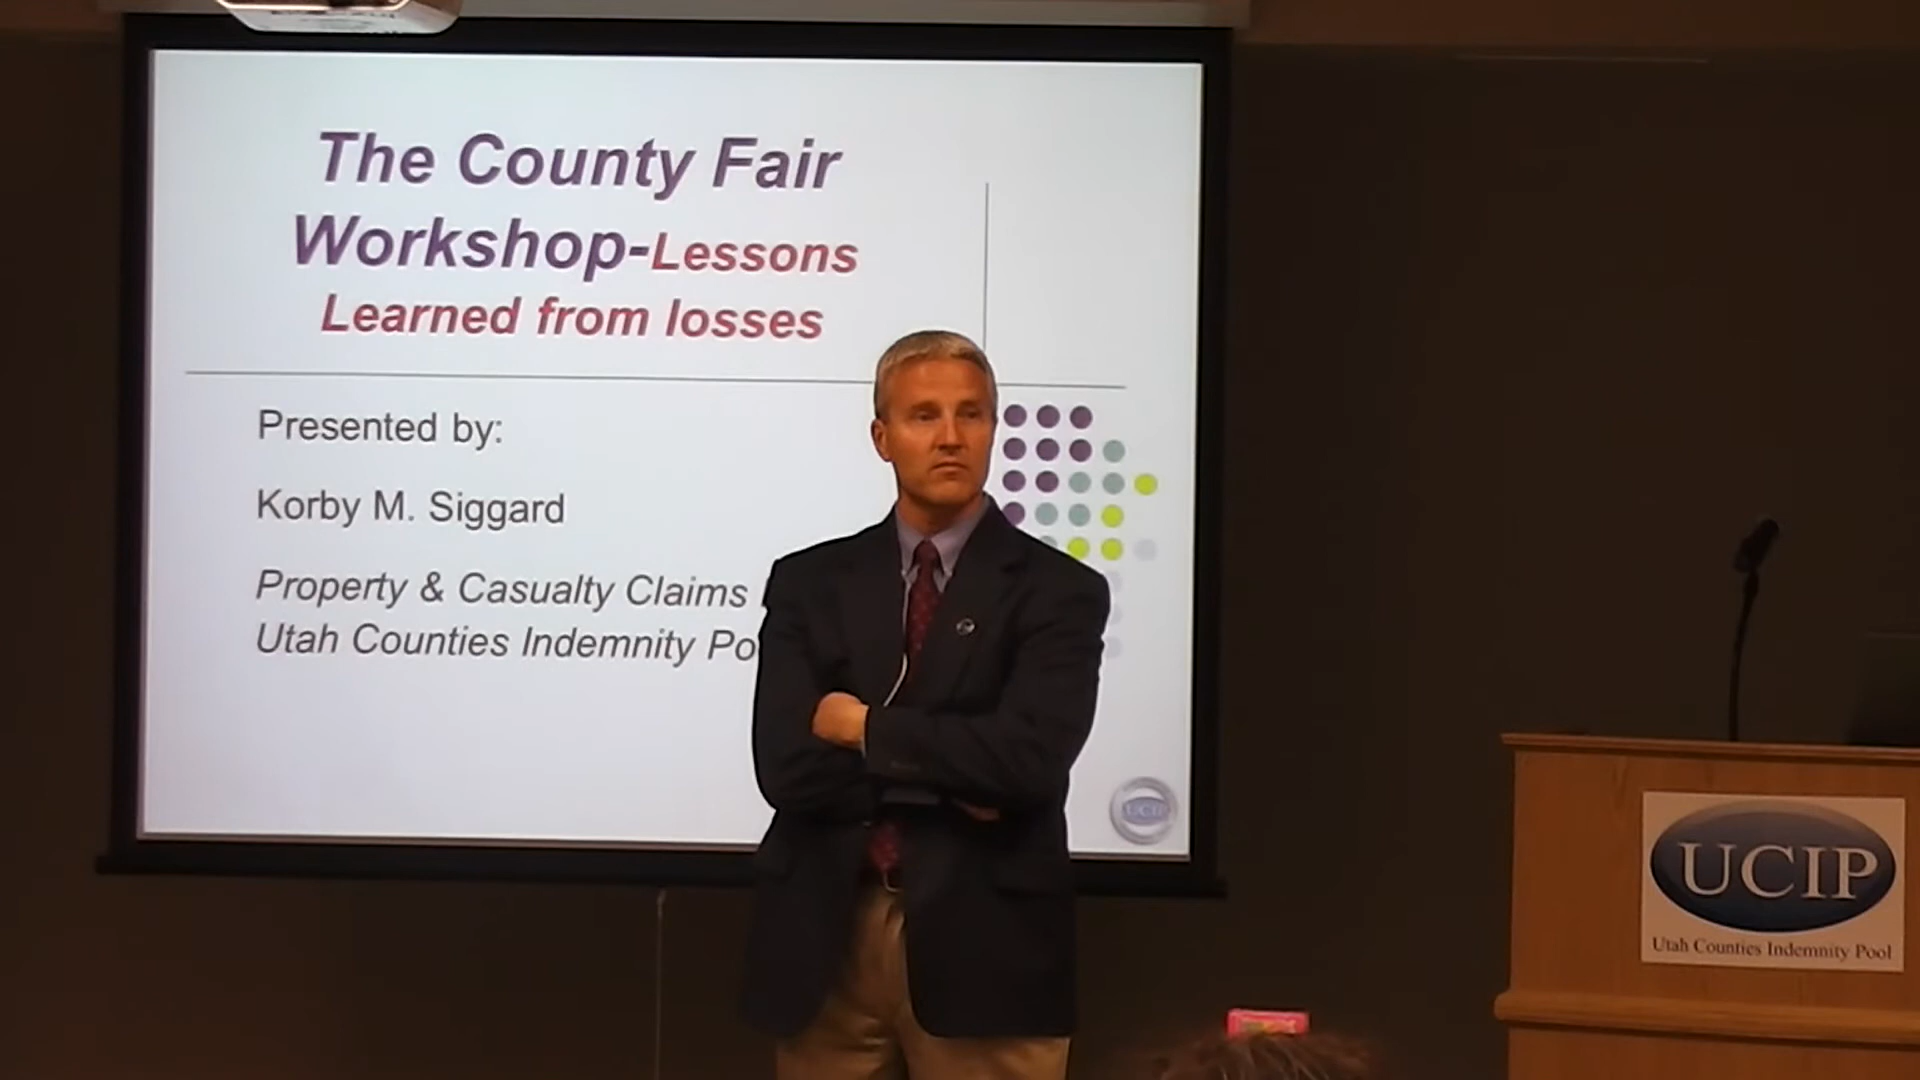 The County Fair
Workshop-Lessons
Learned from losses
Presented by:
Korby M. Siggard
Property & Casualty Claims
Utah Counties Indemnity Po
UCIP
UCIP
Utah Counties Indemnity Pool